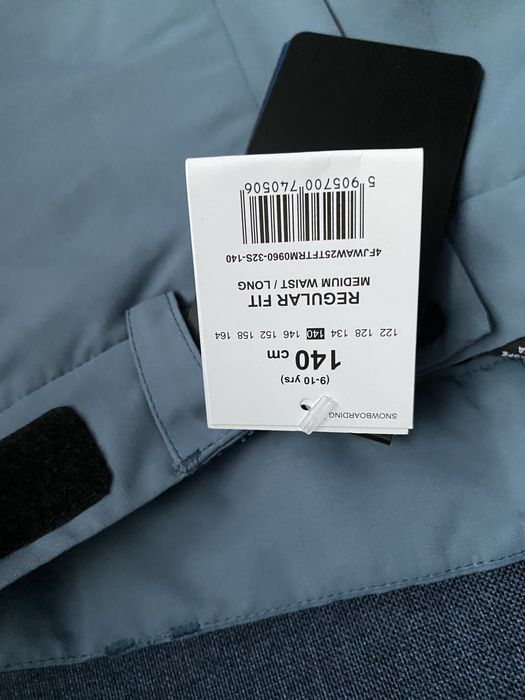 SNOWBOARDING
(9-10 yrs)
140 cm
122 128 134 140 146 152 158 164
REGULAR FIT
MEDIUM WAIST / LONG
4FJWAW25TFTRM0960-32S-140
5 905700 740506